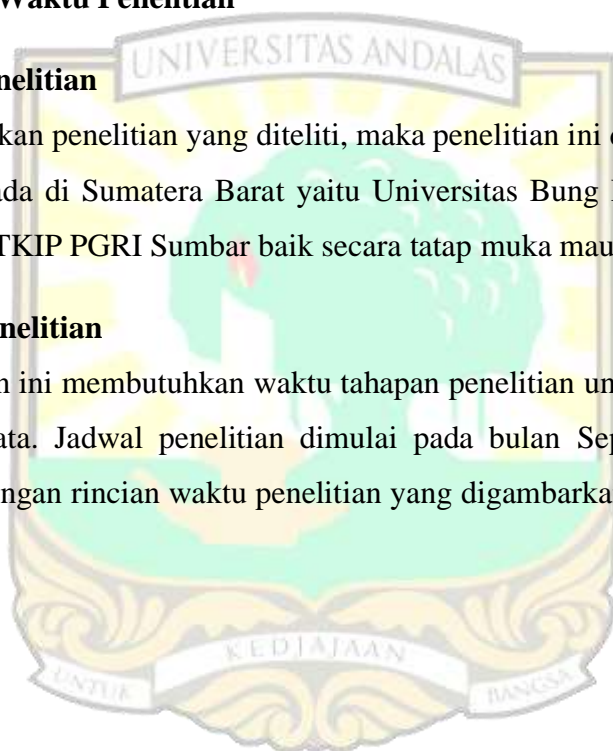 Waktu Penelitian
UNIVERSITAS ANDALAS
nelitian
kan penelitian yang diteliti, maka penelitian ini
ada di Sumatera Barat yaitu Universitas Bung
TKIP PGRI Sumbar baik secara tatap muka mau
nelitian
n ini membutuhkan waktu tahapan penelitian un
ata. Jadwal penelitian dimulai pada bulan Sep
ngan rincian waktu penelitian yang digambarka
KEDJAJAAN
UNTUK BANGSA